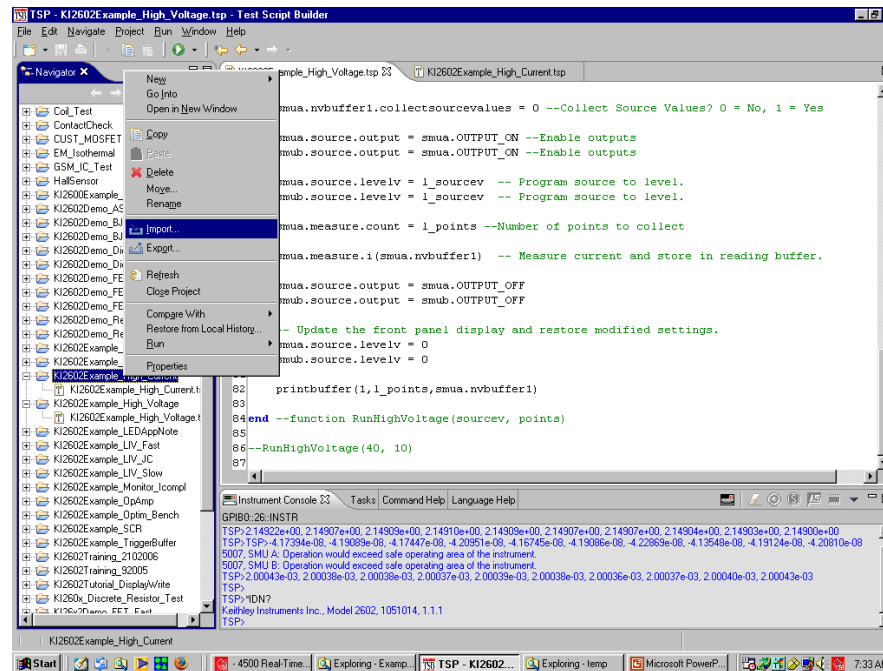 TSP - KI2602Example_High_Voltage.tsp - Test Script Builder
File Edit Navigate Project Run Window Help
Navigator
New
Go Into
Open in New Window
Copy
Paste
Delete
Move...
Rename
Import...
Export...
Refresh
Close Project
Compare With
Restore from Local History...
Run
Properties
Coil_Test
ContactCheck
CUST_MOSFET
EM_Isothermal
GSM_IC_Test
HallSensor
KI2600Example_
KI2602Demo_AS
KI2602Demo_BJ
KI2602Demo_BJ
KI2602Demo_Di
KI2602Demo_Di
KI2602Demo_FE
KI2602Demo_FE
KI2602Demo_FE
KI2602Demo_Re
KI2602Demo_Re
KI2602Example_
KI2602Example_
KI2602Example_High_Current
KI2602Example_High_Current.t
KI2602Example_High_Voltage
KI2602Example_High_Voltage.t
KI2602Example_LEDAppNote
KI2602Example_LIV_Fast
KI2602Example_LIV_JC
KI2602Example_LIV_Slow
KI2602Example_Monitor_Icompl
KI2602Example_OpAmp
KI2602Example_Optim_Bench
KI2602Example_SCR
KI2602Example_TriggerBuffer
KI2602Training_2102006
KI2602Training_92005
KI2602Tutorial_DisplayWrite
KI260x_Discrete_Resistor_Test
KI26x2Demo_FET_Fast
ample_High_Voltage.tsp
KI2602Example_High_Current.tsp
smua.nvbuffer1.collectsourcevalues = 0 --Collect Source Values? 0 = No, 1 = Yes
smua.source.output = smua.OUTPUT_ON --Enable outputs
smub.source.output = smua.OUTPUT_ON --Enable outputs
smua.source.levelv = l_sourcev -- Program source to level.
smub.source.levelv = l_sourcev -- Program source to level.
smua.measure.count = l_points --Number of points to collect
smua.measure.i(smua.nvbuffer1) -- Measure current and store in reading buffer.
smua.source.output = smua.OUTPUT_OFF
smub.source.output = smub.OUTPUT_OFF
-- Update the front panel display and restore modified settings.
smua.source.levelv = 0
smub.source.levelv = 0
82 printbuffer(1,l_points,smua.nvbuffer1)
83
84 end --function RunHighVoltage(sourcev, points)
85
86 --RunHighVoltage(40, 10)
87
Instrument Console Tasks Command Help Language Help
GPIB0::26::INSTR
TSP>2.14922e+00, 2.14907e+00, 2.14909e+00, 2.14910e+00, 2.14909e+00, 2.14907e+00, 2.14907e+00, 2.14904e+00, 2.14903e+00, 2.14900e+00
TSP>TSP>-4.17394e-08, -4.19089e-08, -4.17447e-08, -4.20951e-08, -4.16745e-08, -4.19086e-08, -4.22869e-08, -4.13548e-08, -4.19124e-08, -4.20810e-08
5007, SMU A: Operation would exceed safe operating area of the instrument.
5007, SMU B: Operation would exceed safe operating area of the instrument.
TSP>2.00043e-03, 2.00038e-03, 2.00038e-03, 2.00037e-03, 2.00039e-03, 2.00038e-03, 2.00036e-03, 2.00037e-03, 2.00040e-03, 2.00043e-03
TSP>
TSP>*IDN?
Keithley Instruments Inc., Model 2602, 1051014, 1.1.1
TSP>
KI2602Example_High_Current
Start - 4500 Real-Time... Exploring - Examp... TSP - KI2602... Exploring - temp Microsoft PowerP... 7:33 AM